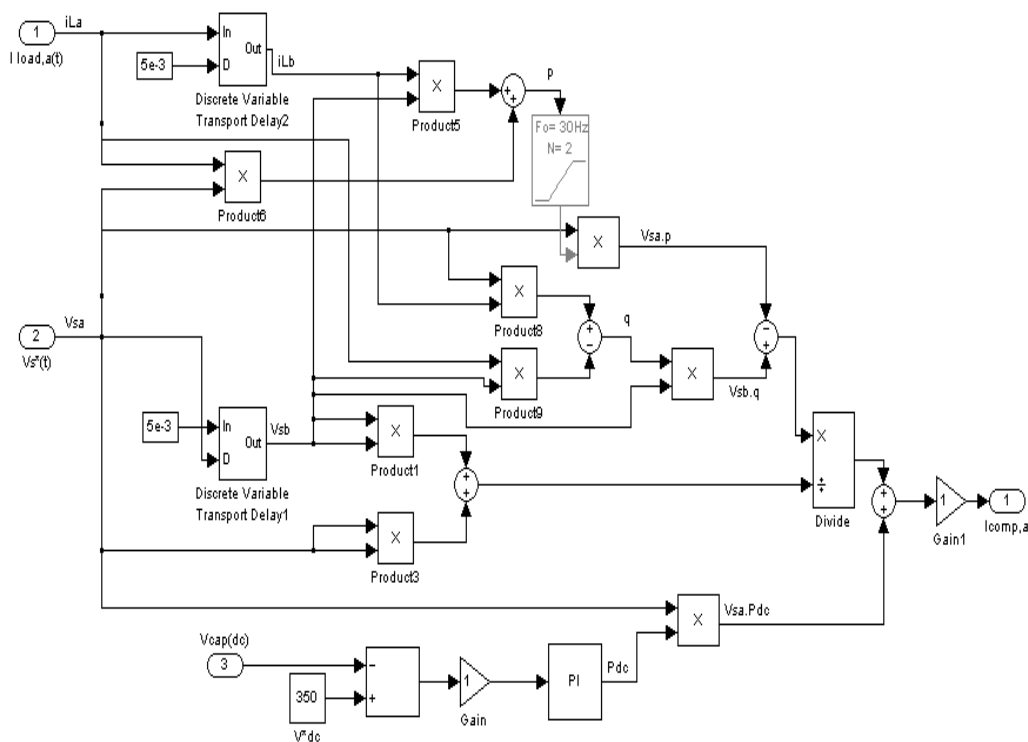 iLa
1
I load,a(t)
5e-3
In
D
Out
Discrete Variable
Transport Delay2
iLb
X
Product5
+
+
p
Fo= 30Hz
N= 2
X
Product6
X
Vsa.p
Vsa
2
Vs*(t)
X
Product8
+
−
q
X
Product9
X
Vsb.q
−
+
5e-3
In
D
Out
Discrete Variable
Transport Delay1
Vsb
X
Product1
+
+
X
Product3
X
÷
Divide
+
+
1
Gain1
1
Icomp,a
X
Vsa.Pdc
Vcap(dc)
3
350
V*dc
−
+
1
Gain
PI
Pdc